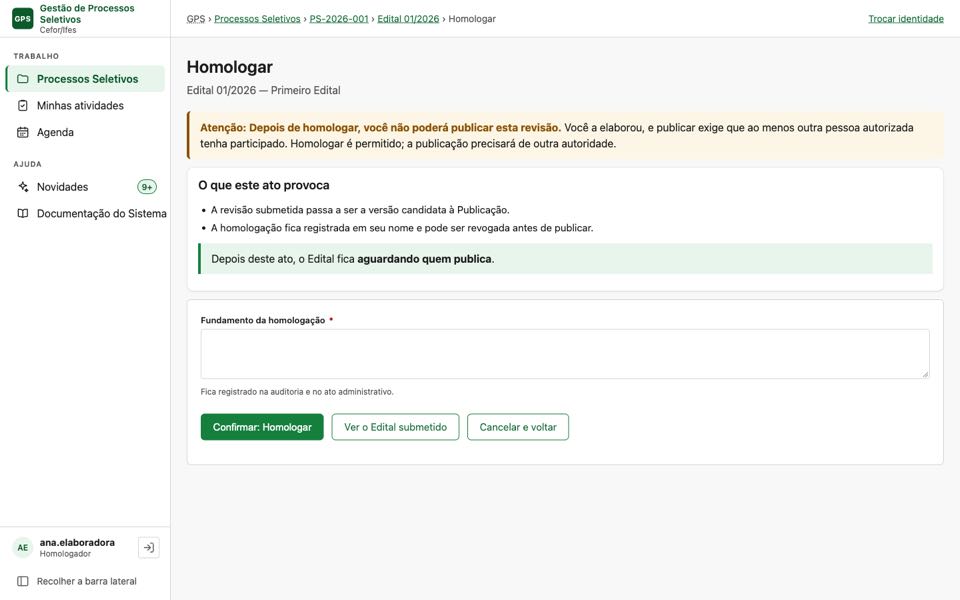 GPS
Gestão de Processos
Seletivos
Cefor/Ifes
GPS › Processos Seletivos › PS-2026-001 › Edital 01/2026 › Homologar
Trocar identidade
TRABALHO
Processos Seletivos
Minhas atividades
Agenda
AJUDA
Novidades 9+
Documentação do Sistema
Homologar
Edital 01/2026 — Primeiro Edital
Atenção: Depois de homologar, você não poderá publicar esta revisão. Você a elaborou, e publicar exige que ao menos outra pessoa autorizada
tenha participado. Homologar é permitido; a publicação precisará de outra autoridade.
O que este ato provoca
• A revisão submetida passa a ser a versão candidata à Publicação.
• A homologação fica registrada em seu nome e pode ser revogada antes de publicar.
Depois deste ato, o Edital fica aguardando quem publica.
Fundamento da homologação *
Fica registrado na auditoria e no ato administrativo.
Confirmar: Homologar
Ver o Edital submetido
Cancelar e voltar
AE
ana.elaboradora
Homologador
Recolher a barra lateral